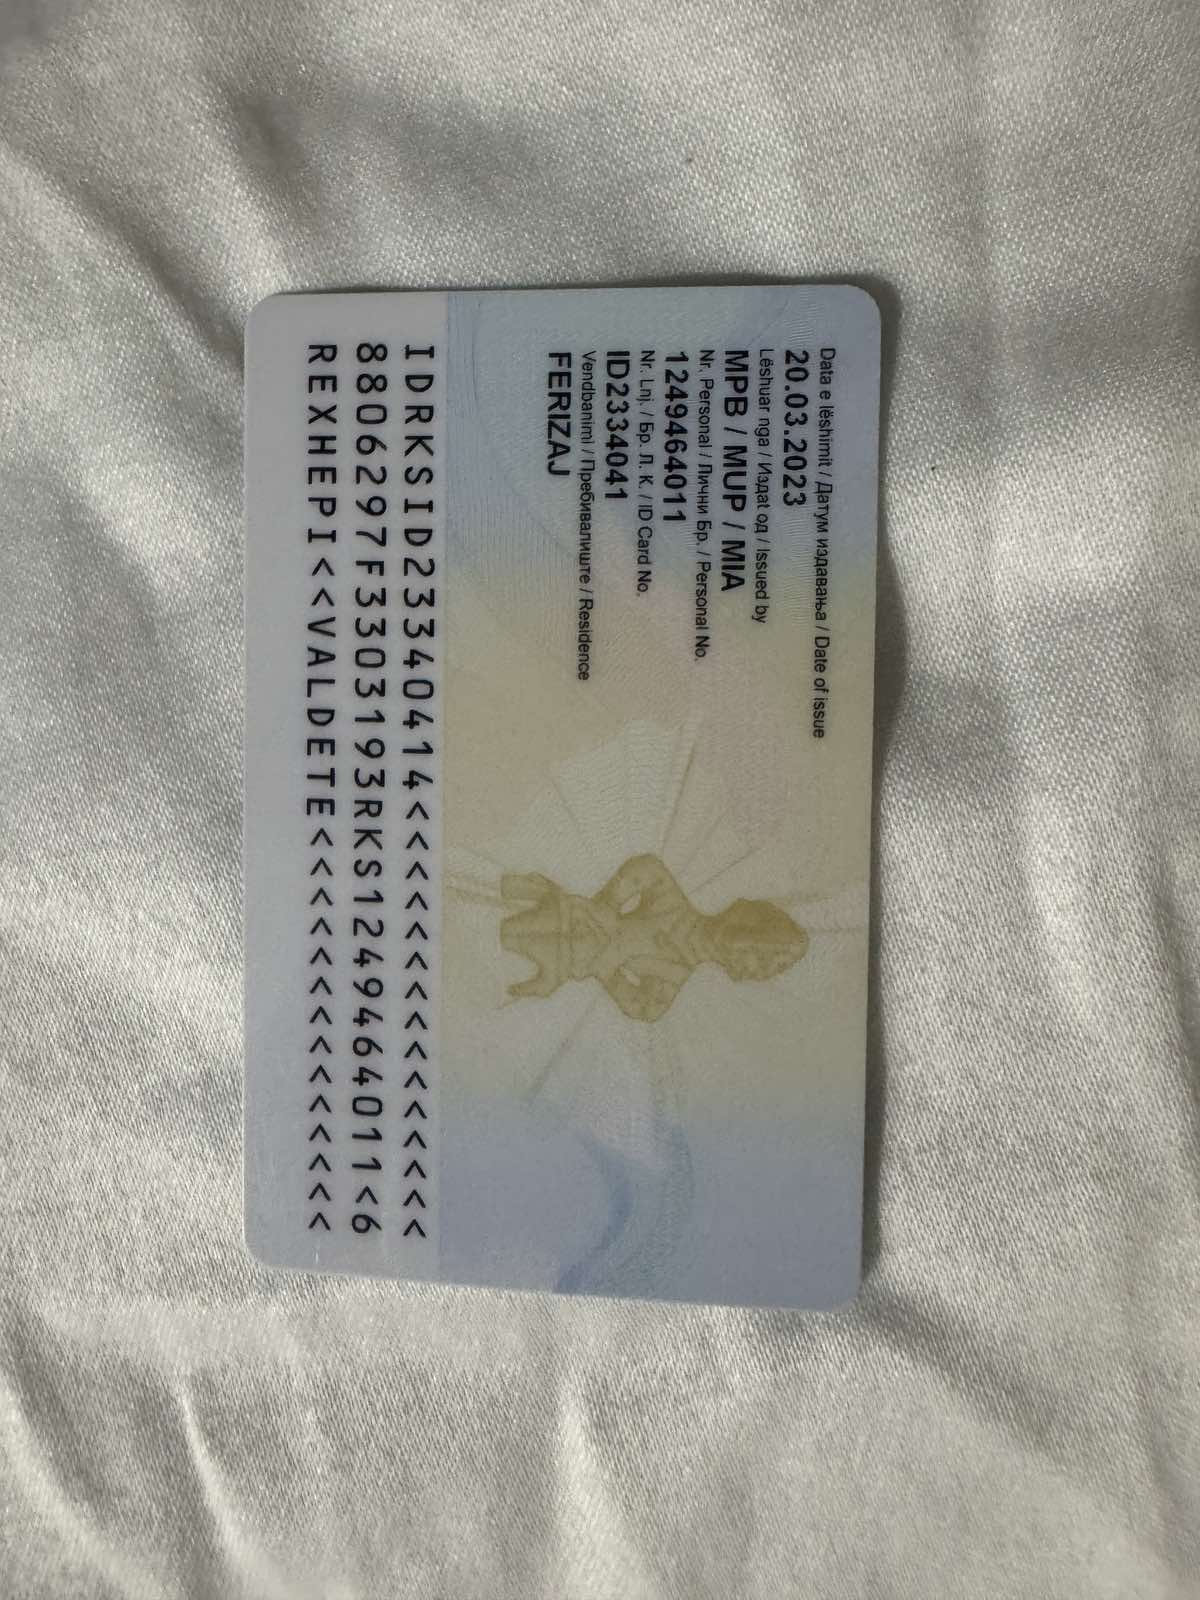 Data e lëshimit / Датум издавања / Date of issue
20.03.2023
Lëshuar nga / Издат од / Issued by
MPB / MUP / MIA
Nr. Personal / Лични Бр. / Personal No.
1249464011
Nr. Lnj. / Бр. Л. К. / ID Card No.
ID2334041
Vendbanimi / Пребивалиште / Residence
FERIZAJ
IDRKSID23340414<<<<<<<<<<<<<<<
8806297F3303193RKS1249464011<6
REXHEPI<<VALDETE<<<<<<<<<<<<<<